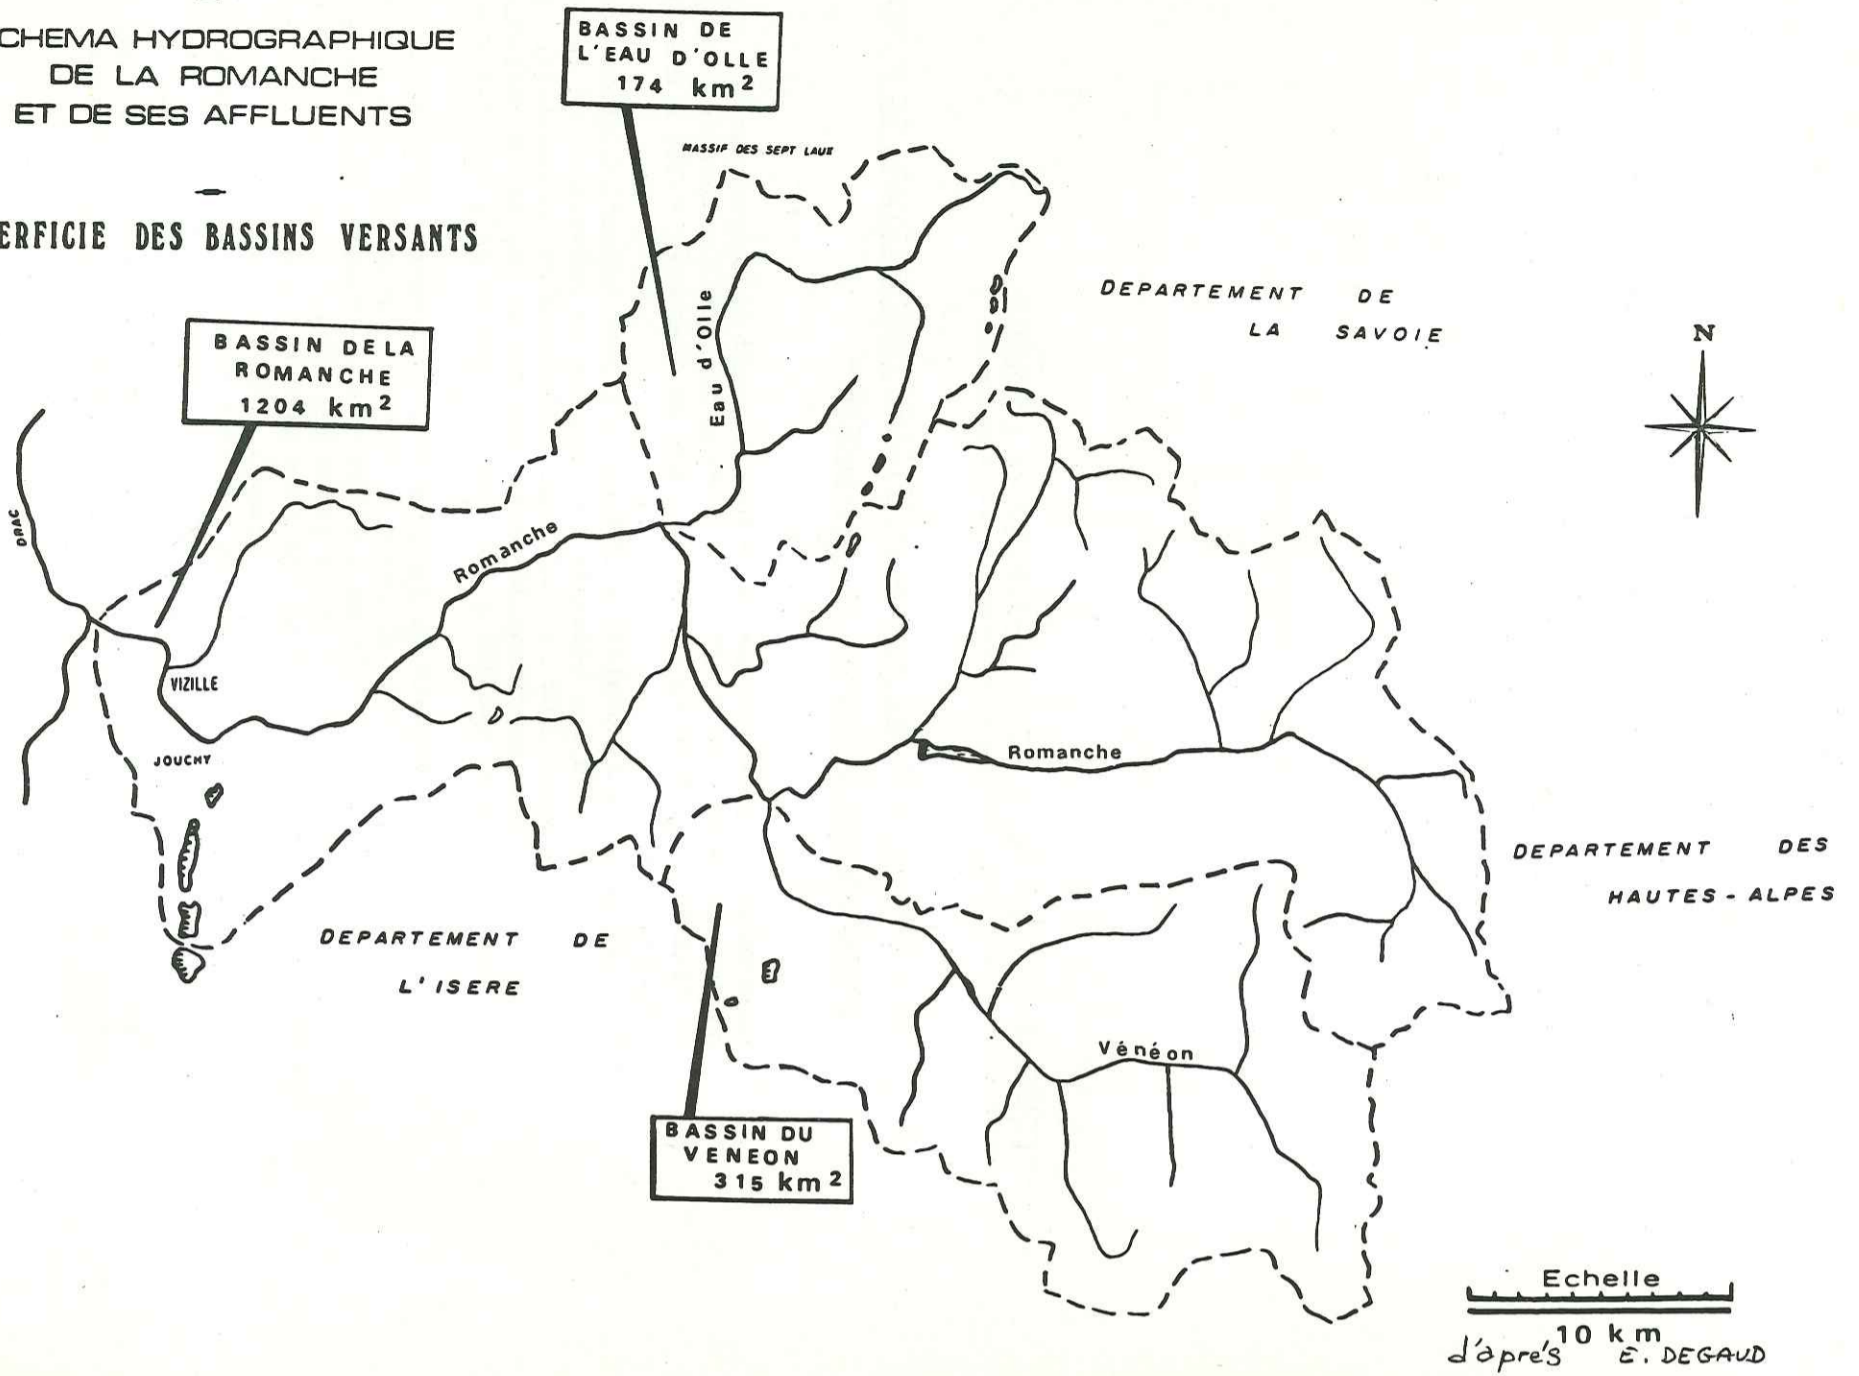 CHEMA HYDROGRAPHIQUE
DE LA ROMANCHE
ET DE SES AFFLUENTS
ERFICIE DES BASSINS VERSANTS
BASSIN DE
L'EAU D'OLLE
174 km²
MASSIF DES SEPT LAUX
DEPARTEMENT DE
LA SAVOIE
N
BASSIN DE LA
ROMANCHE
1204 km²
Eau d'Olle
DRAC
Romanche
VIZILLE
JOUCHY
Romanche
DEPARTEMENT DES
HAUTES-ALPES
DEPARTEMENT DE
L'ISERE
Vénéon
BASSIN DU
VENEON
315 km²
Echelle
10 km
d'après E. DEGAUD